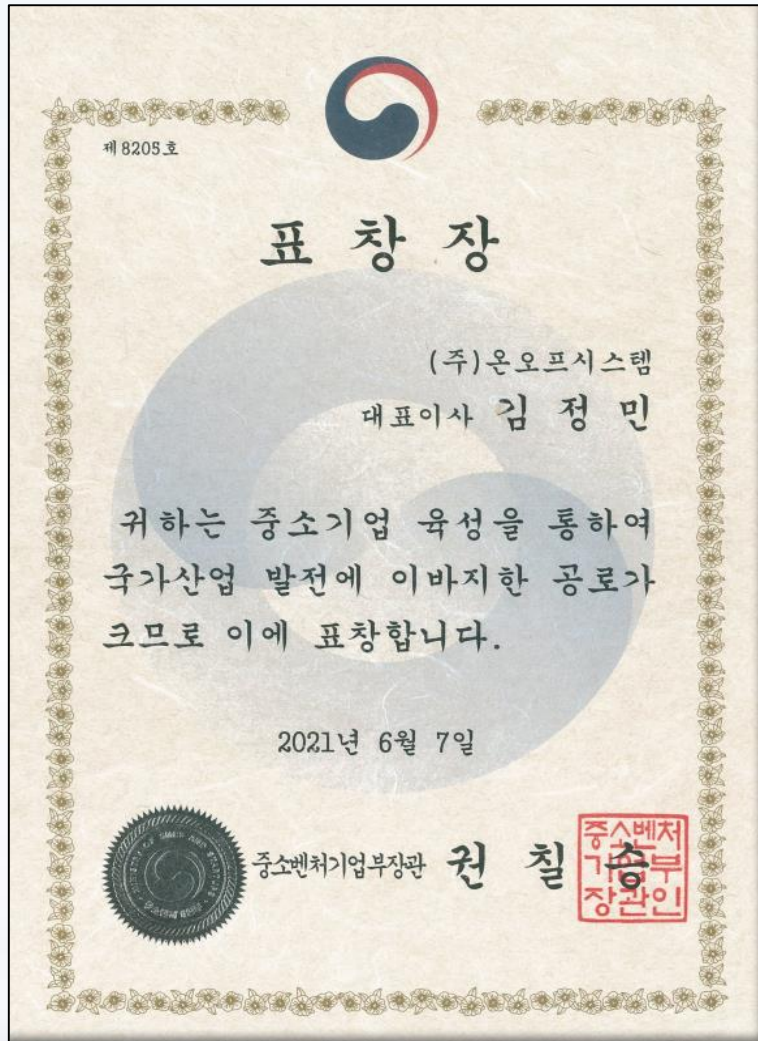 제8205호
표창장
(주)온오프시스템
대표이사 김정민
귀하는 중소기업 육성을 통하여
국가산업 발전에 이바지한 공로가
크므로 이에 표창합니다.
2021년 6월 7일
중소벤처기업부장관 권칠승
중소벤처
기업부
장관인